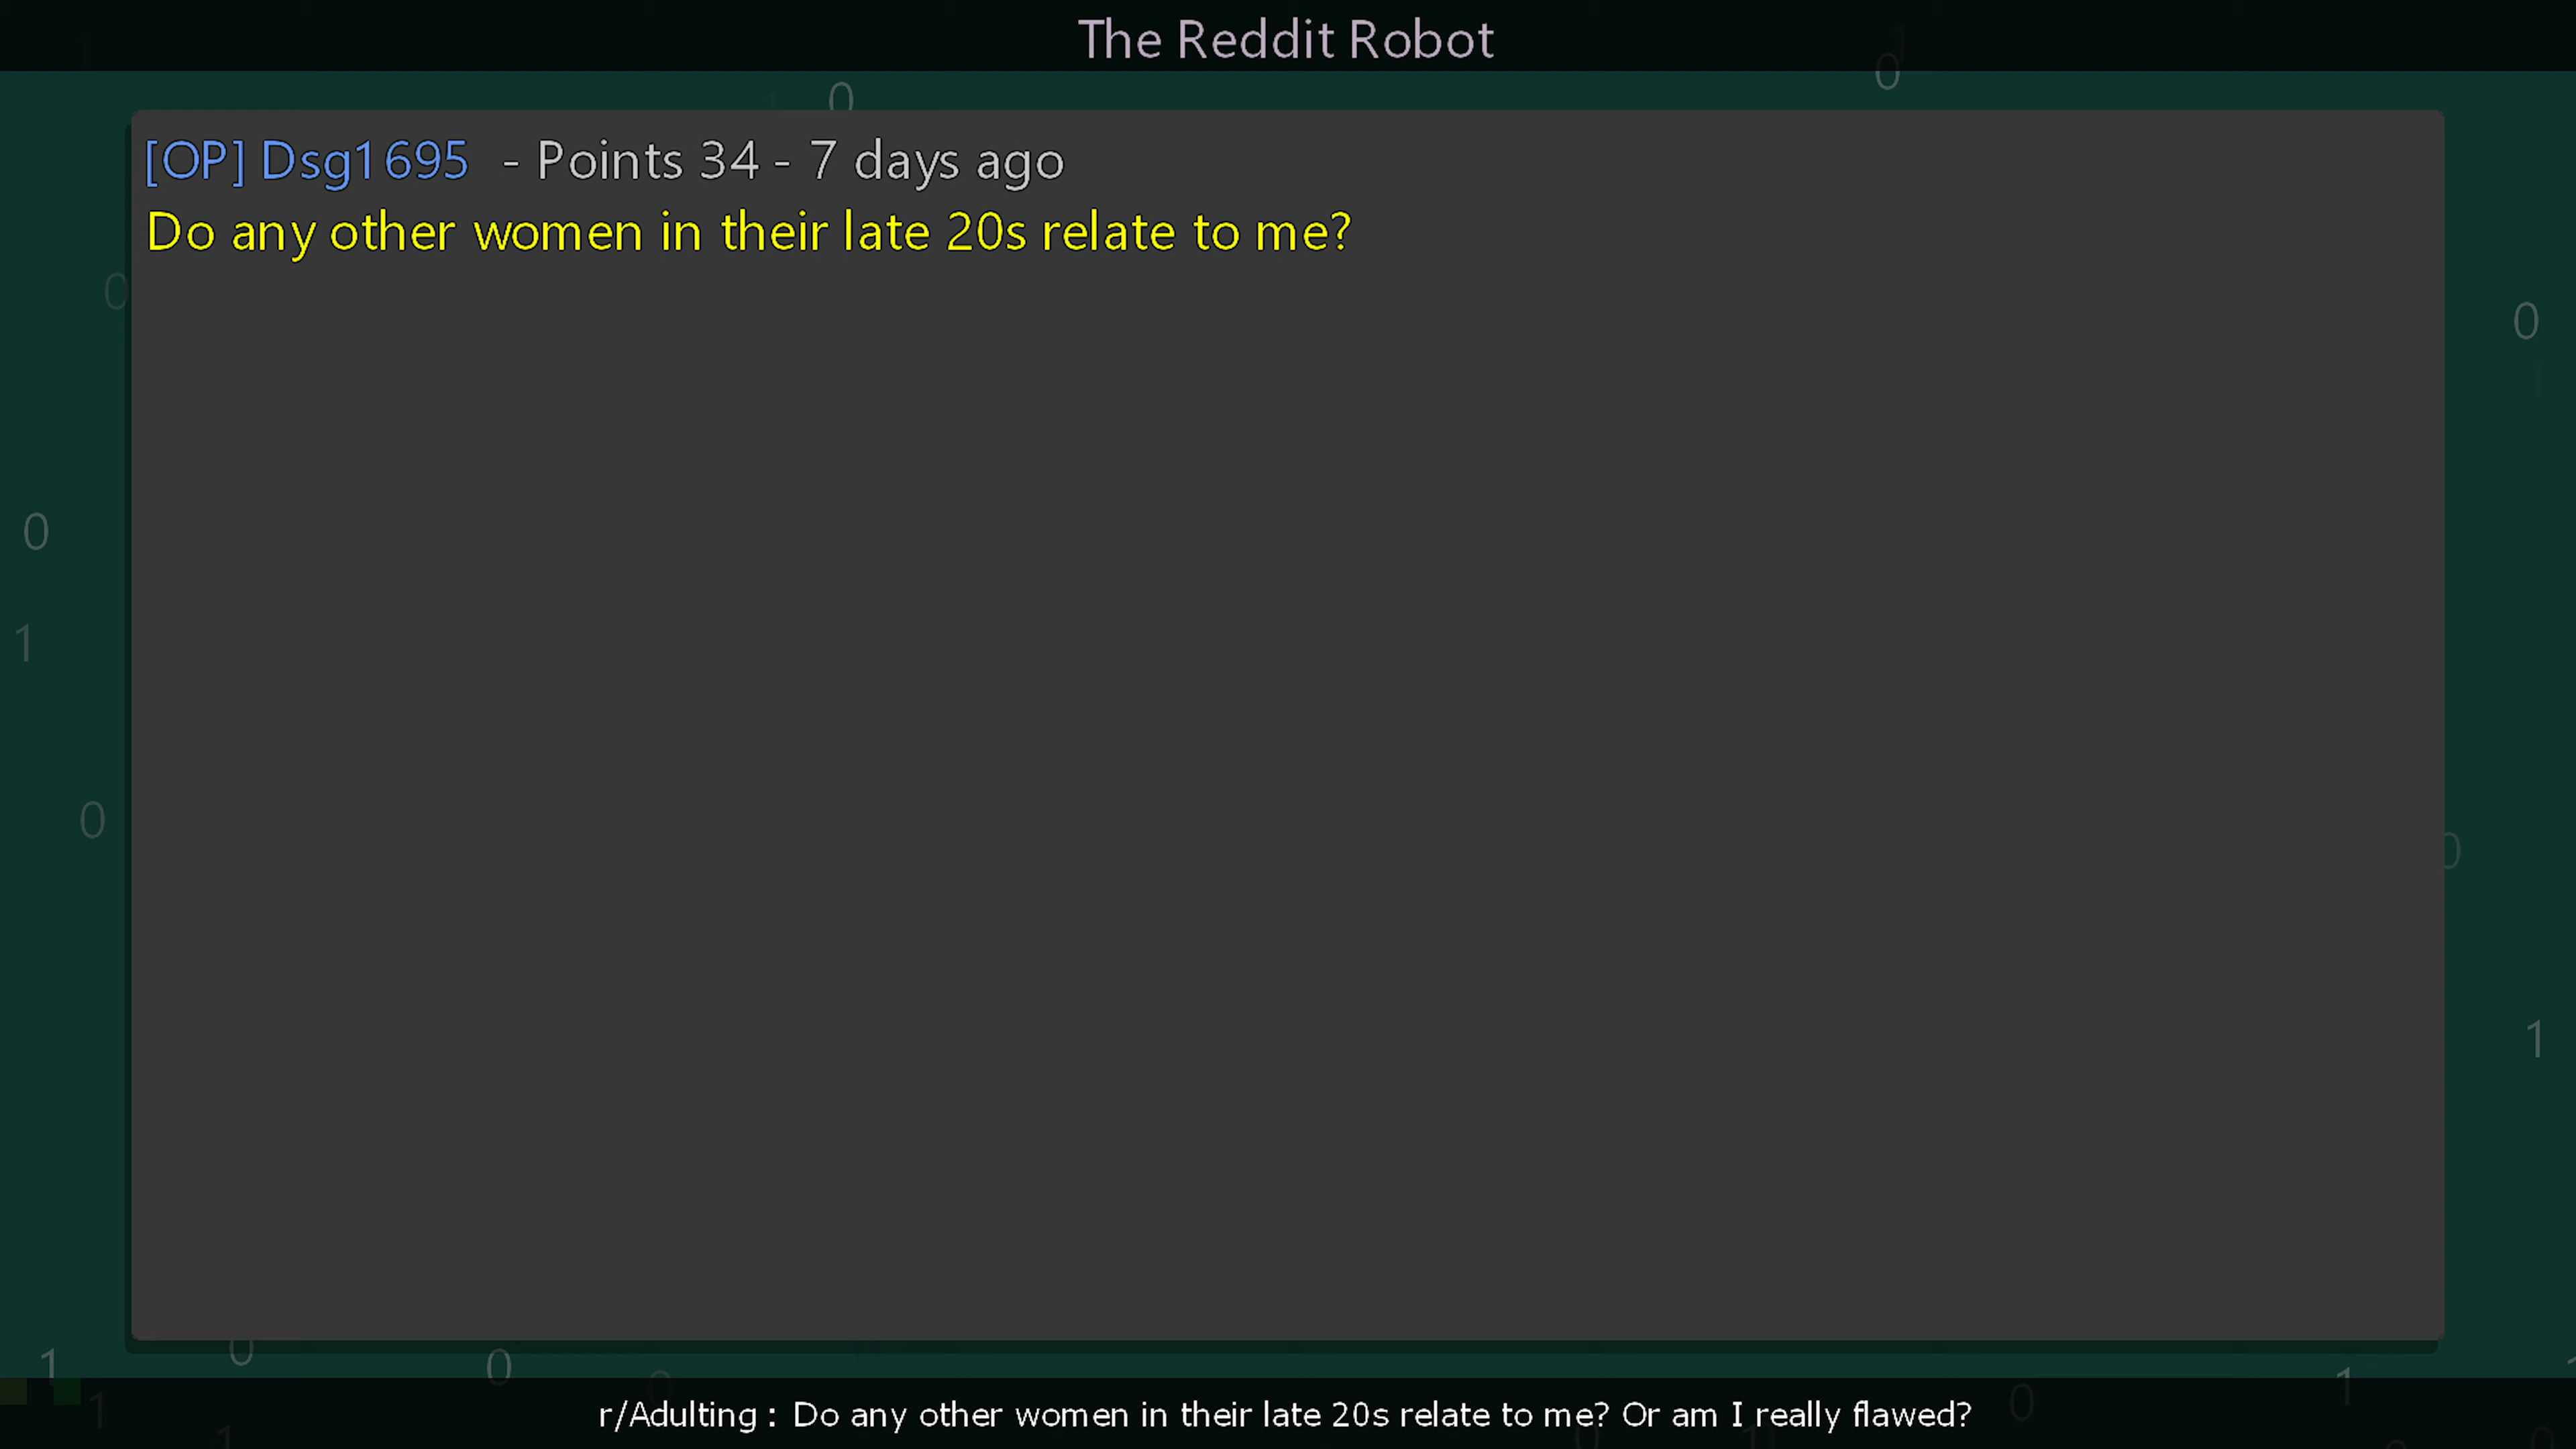 The Reddit Robot
[OP] Dsg1695 - Points 34 - 7 days ago
Do any other women in their late 20s relate to me?
r/Adulting : Do any other women in their late 20s relate to me? Or am I really flawed?